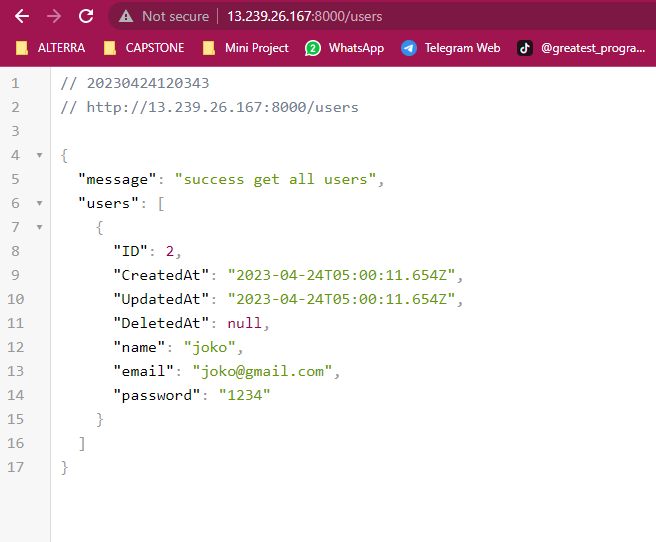 Not secure 13.239.26.167:8000/users
ALTERRA CAPSTONE Mini Project 2 WhatsApp Telegram Web @greatest_progra...
1 // 20230424120343
2 // http://13.239.26.167:8000/users
3
4 {
5 "message": "success get all users",
6 "users": [
7 {
8 "ID": 2,
9 "CreatedAt": "2023-04-24T05:00:11.654Z",
10 "UpdatedAt": "2023-04-24T05:00:11.654Z",
11 "DeletedAt": null,
12 "name": "joko",
13 "email": "joko@gmail.com",
14 "password": "1234"
15 }
16 ]
17 }